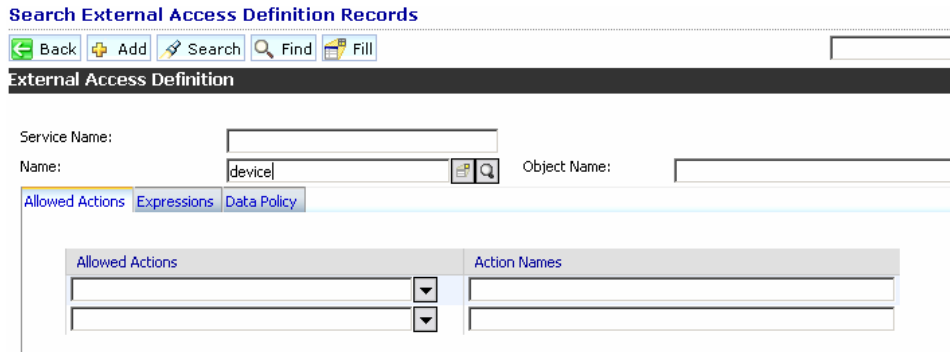 Search External Access Definition Records
Back Add Search Find Fill
External Access Definition
Service Name:
Name: device Object Name:
Allowed Actions Expressions Data Policy
Allowed Actions Action Names